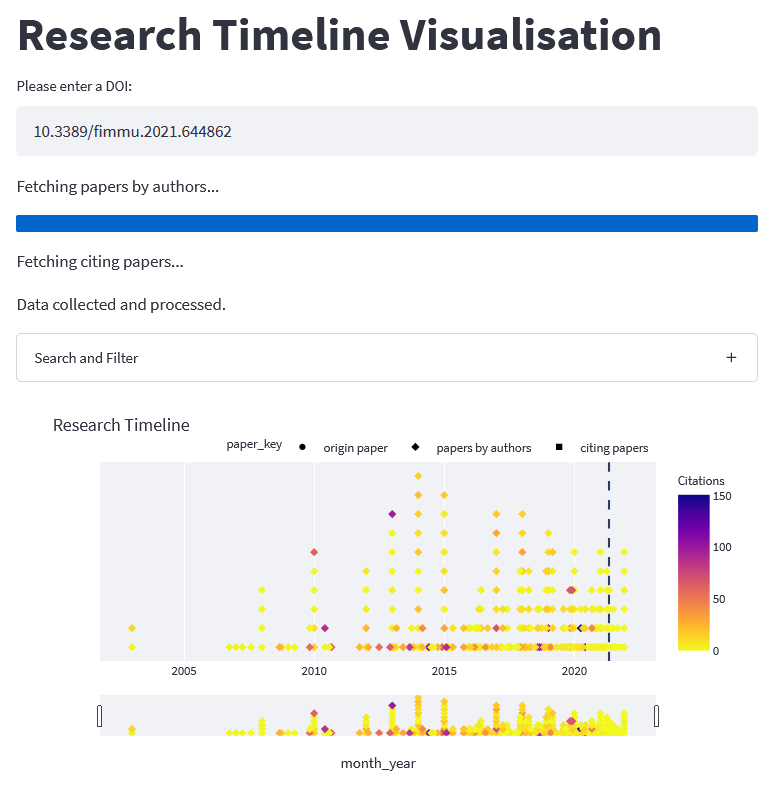 Research Timeline Visualisation
Please enter a DOI:
10.3389/fimmu.2021.644862
Fetching papers by authors...
Fetching citing papers...
Data collected and processed.
Search and Filter +
Research Timeline
paper_key origin paper papers by authors citing papers
Citations
150
100
50
0
2005 2010 2015 2020
month_year